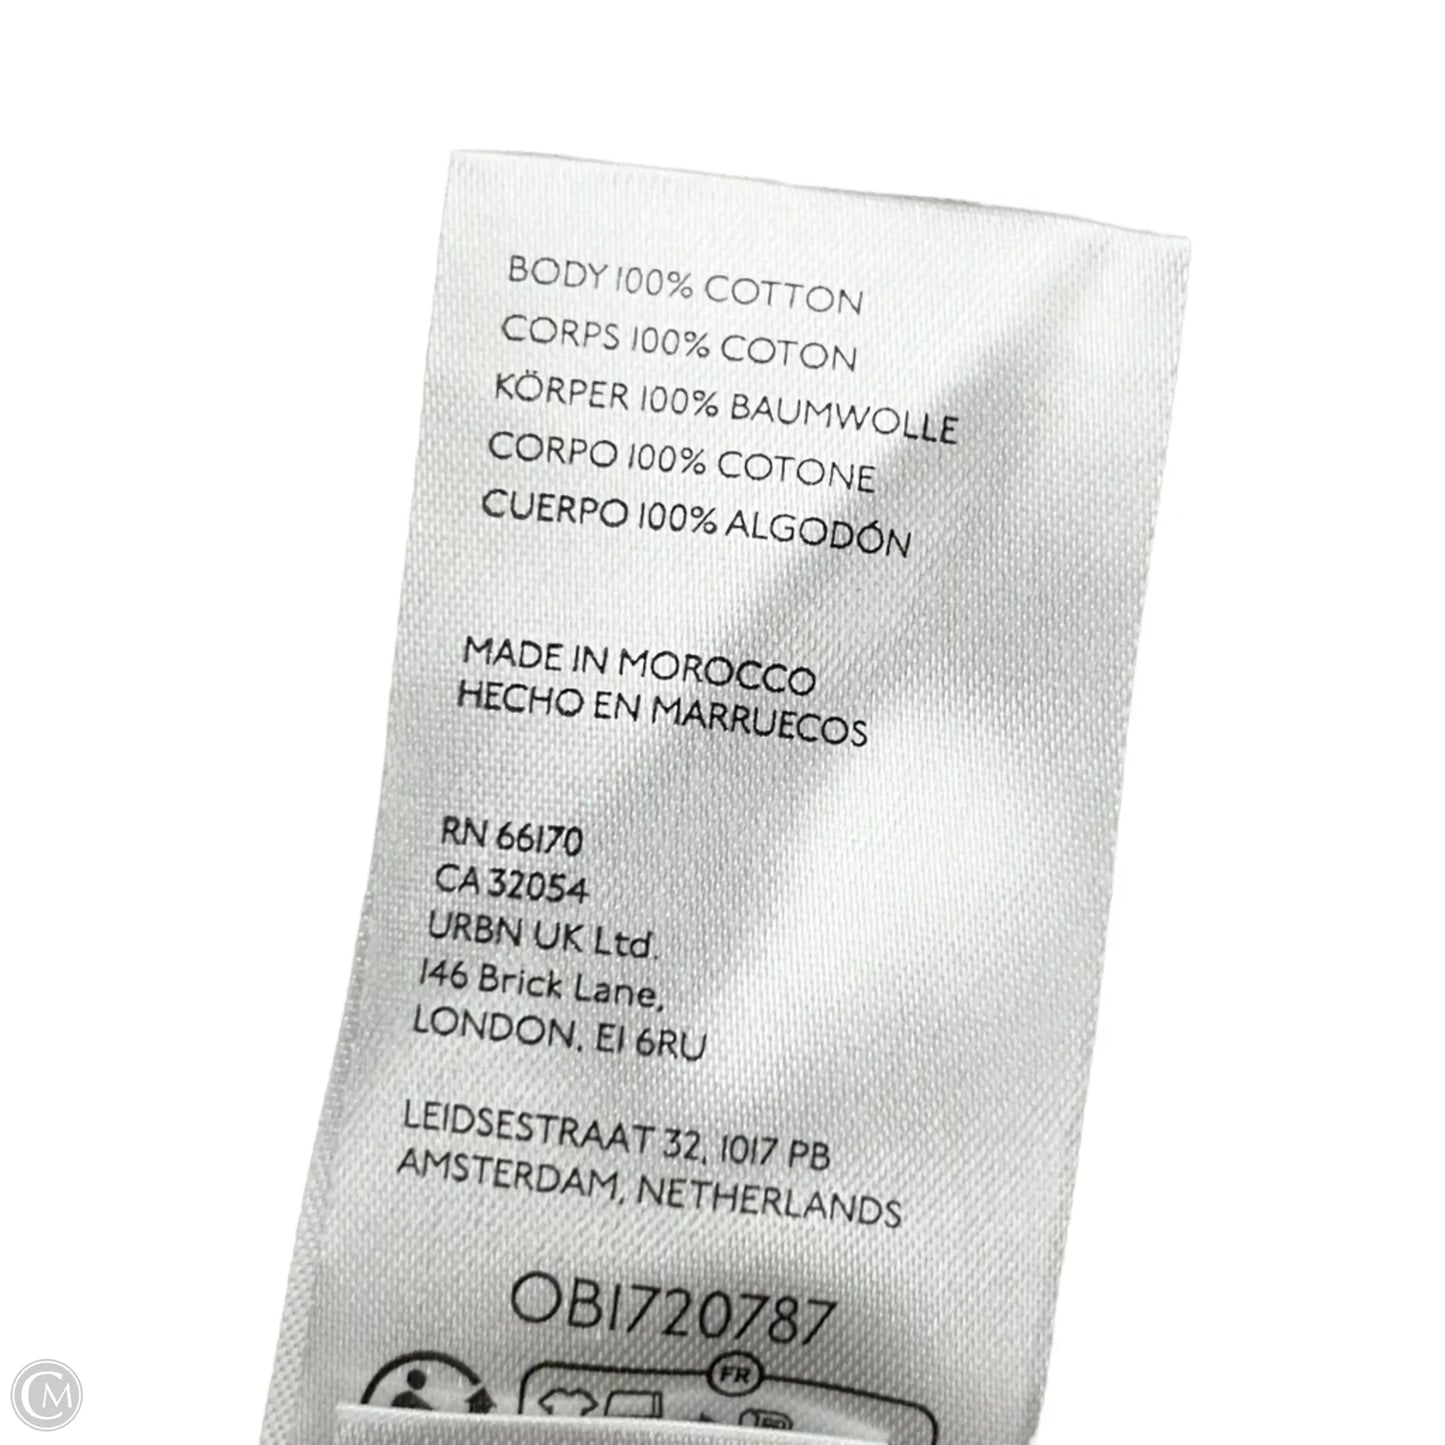 BODY 100% COTTON
CORPS 100% COTON
KÖRPER 100% BAUMWOLLE
CORPO 100% COTONE
CUERPO 100% ALGODÓN
MADE IN MOROCCO
HECHO EN MARRUECOS
RN 66170
CA 32054
URBN UK Ltd.
146 Brick Lane,
LONDON, E1 6RU
LEIDSESTRAAT 32, 1017 PB
AMSTERDAM, NETHERLANDS
OB1720787
FR
CM